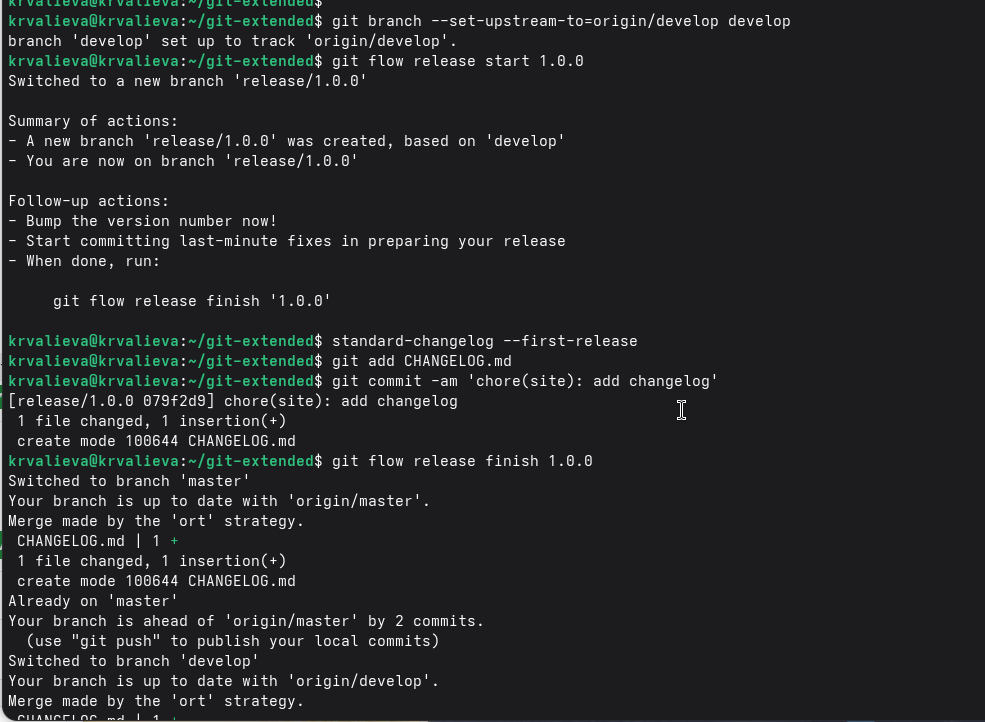 krvalieva@krvalieva:~/git-extended$
krvalieva@krvalieva:~/git-extended$ git branch --set-upstream-to=origin/develop develop
branch 'develop' set up to track 'origin/develop'.
krvalieva@krvalieva:~/git-extended$ git flow release start 1.0.0
Switched to a new branch 'release/1.0.0'

Summary of actions:
- A new branch 'release/1.0.0' was created, based on 'develop'
- You are now on branch 'release/1.0.0'

Follow-up actions:
- Bump the version number now!
- Start committing last-minute fixes in preparing your release
- When done, run:

     git flow release finish '1.0.0'

krvalieva@krvalieva:~/git-extended$ standard-changelog --first-release
krvalieva@krvalieva:~/git-extended$ git add CHANGELOG.md
krvalieva@krvalieva:~/git-extended$ git commit -am 'chore(site): add changelog'
[release/1.0.0 079f2d9] chore(site): add changelog
 1 file changed, 1 insertion(+)
 create mode 100644 CHANGELOG.md
krvalieva@krvalieva:~/git-extended$ git flow release finish 1.0.0
Switched to branch 'master'
Your branch is up to date with 'origin/master'.
Merge made by the 'ort' strategy.
 CHANGELOG.md | 1 +
 1 file changed, 1 insertion(+)
 create mode 100644 CHANGELOG.md
Already on 'master'
Your branch is ahead of 'origin/master' by 2 commits.
  (use "git push" to publish your local commits)
Switched to branch 'develop'
Your branch is up to date with 'origin/develop'.
Merge made by the 'ort' strategy.
 CHANGELOG.md | 1 +